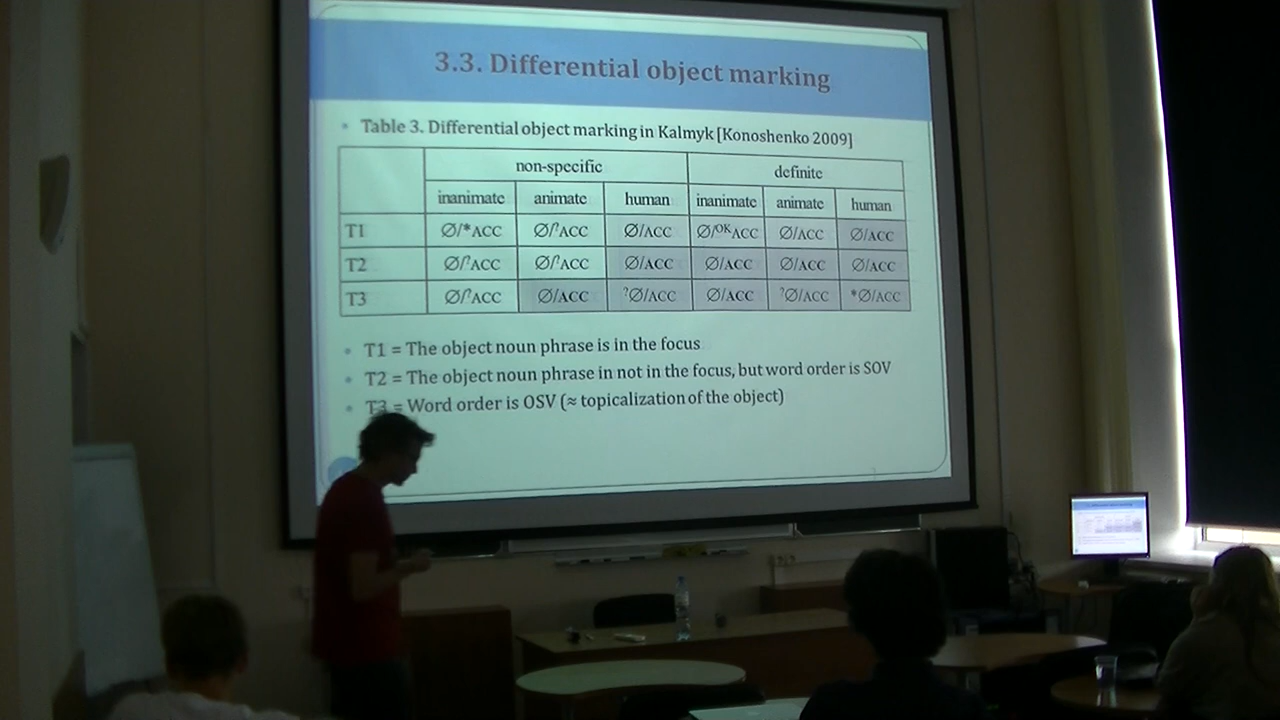 3.3. Differential object marking
• Table 3. Differential object marking in Kalmyk [Konoshenko 2009]
non-specific definite
inanimate animate human inanimate animate human
T1 Ø/*ACC Ø/?ACC Ø/ACC Ø/OKACC Ø/ACC Ø/ACC
T2 Ø/?ACC Ø/?ACC Ø/ACC Ø/ACC Ø/ACC Ø/ACC
T3 Ø/?ACC Ø/ACC ?Ø/ACC Ø/ACC ?Ø/ACC *Ø/ACC
• T1 = The object noun phrase is in the focus
• T2 = The object noun phrase in not in the focus, but word order is SOV
• T3 = Word order is OSV (≈ topicalization of the object)